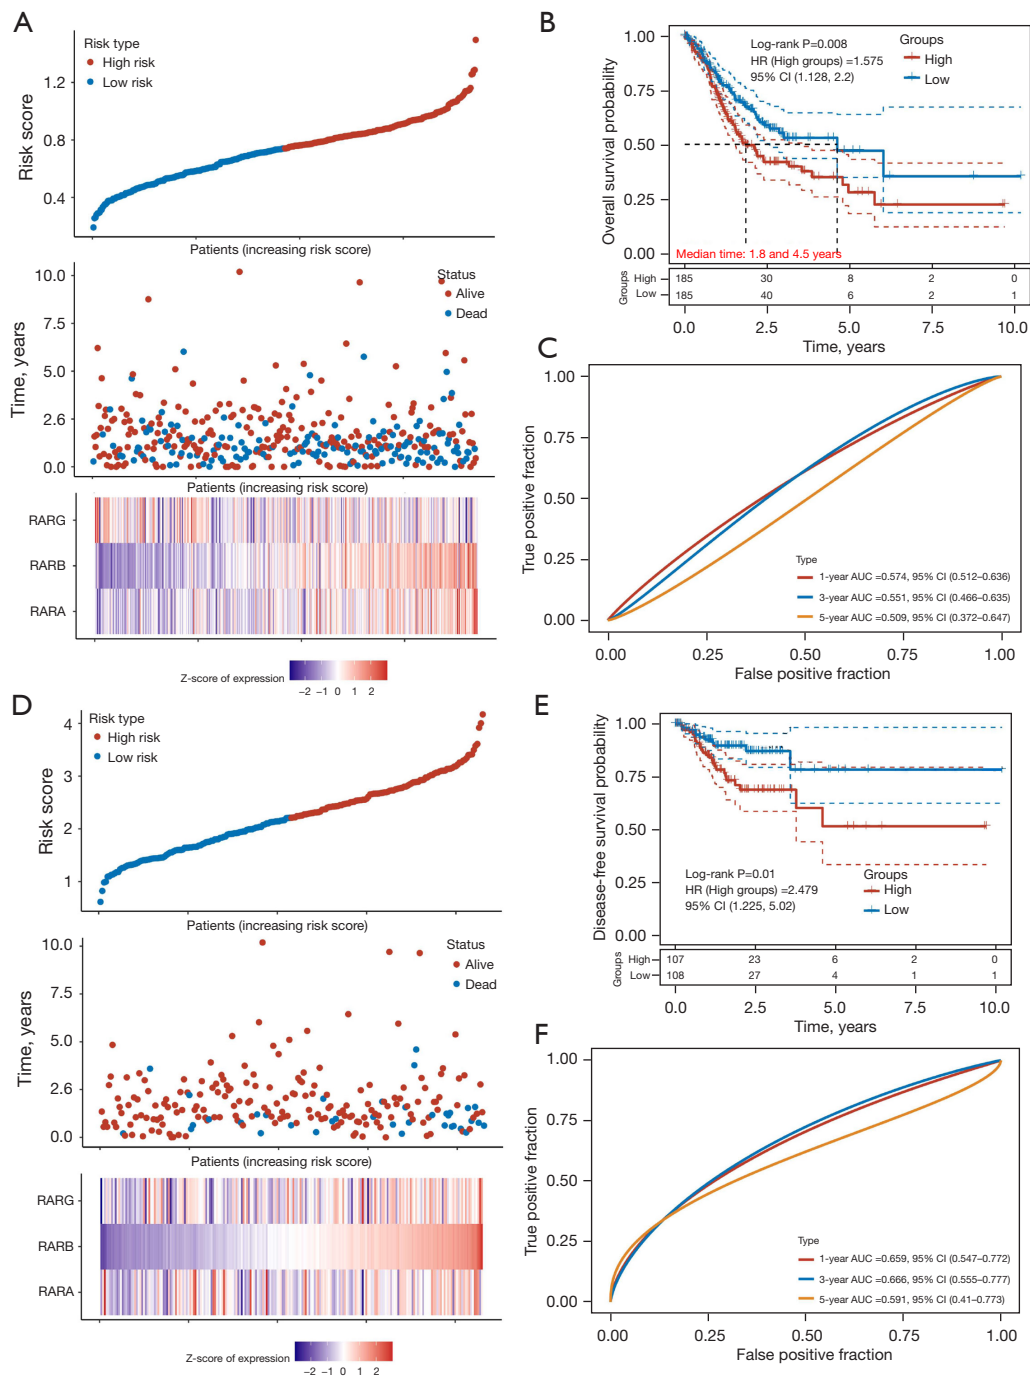 A
Risk type
High risk
Low risk
Risk score
1.2
0.8
0.4
Patients (increasing risk score)
10.0
7.5
5.0
2.6
0.0
Time, years
Status
Alive
Dead
Patients (increasing risk score)
RARG
RARB
RARA
Z-score of expression
−2 −1 0 1 2
B
Overall survival probability
1.00
0.75
0.50
0.25
0.00
Log-rank P=0.008
HR (High groups) =1.575
95% CI (1.128, 2.2)
Groups
High
Low
Median time: 1.8 and 4.5 years
Groups
High 185 30 8 2 0
Low 185 40 6 2 1
0.0 2.5 5.0 7.5 10.0
Time, years
C
True positive fraction
1.00
0.75
0.50
0.25
0.00
Type
1-year AUC =0.574, 95% CI (0.512–0.636)
3-year AUC =0.551, 95% CI (0.466–0.635)
5-year AUC =0.509, 95% CI (0.372–0.647)
0.00 0.25 0.50 0.75 1.00
False positive fraction
D
Risk type
High risk
Low risk
Risk score
4
3
2
1
Patients (increasing risk score)
10.0
7.5
5.0
2.6
0.0
Time, years
Status
Alive
Dead
Patients (increasing risk score)
RARG
RARB
RARA
Z-score of expression
−2 −1 0 1 2
E
Disease-free survival probability
1.00
0.75
0.50
0.25
0.00
Log-rank P=0.01
HR (High groups) =2.479
95% CI (1.225, 5.02)
Groups
High
Low
Groups
High 107 23 6 2 0
Low 108 27 4 1 1
0.0 2.5 5.0 7.5 10.0
Time, years
F
True positive fraction
1.00
0.75
0.50
0.25
0.00
Type
1-year AUC =0.659, 95% CI (0.547–0.772)
3-year AUC =0.666, 95% CI (0.555–0.777)
5-year AUC =0.591, 95% CI (0.41–0.773)
0.00 0.25 0.50 0.75 1.00
False positive fraction